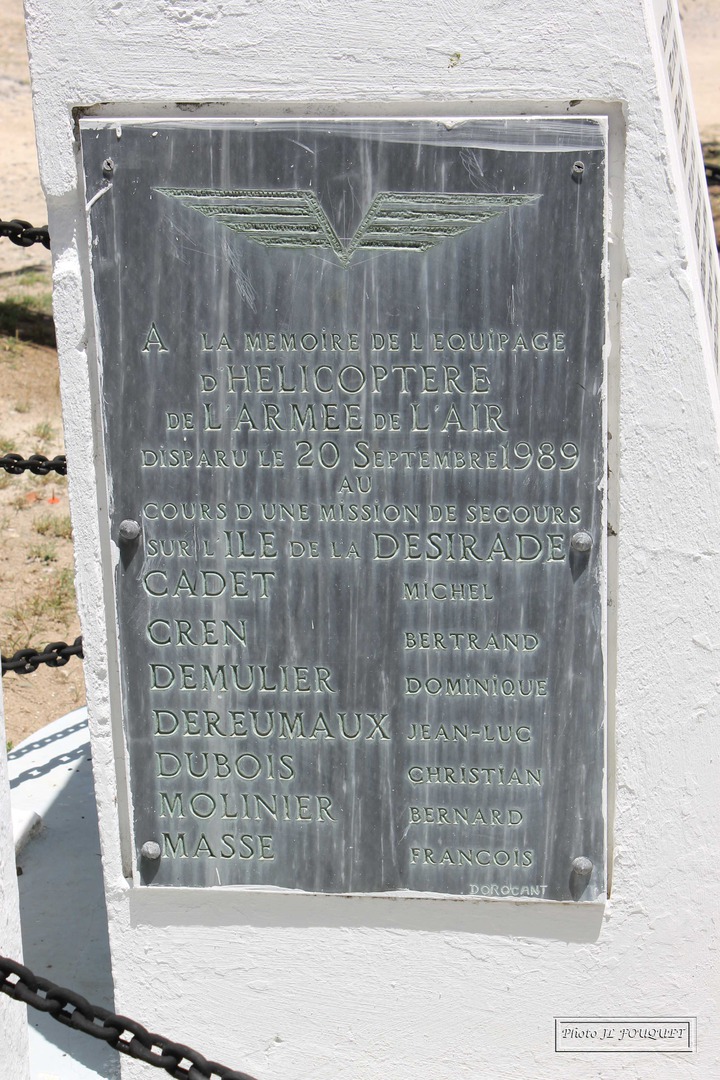 A LA MEMOIRE DE L'EQUIPAGE
D'HELICOPTERE
DE L'ARMEE DE L'AIR
DISPARU LE 20 SEPTEMBRE 1989
AU
COURS D'UNE MISSION DE SECOURS
SUR L'ILE DE LA DESIRADE
CADET MICHEL
CREN BERTRAND
DEMULIER DOMINIQUE
DEREUMAUX JEAN-LUC
DUBOIS CHRISTIAN
MOLINIER BERNARD
MASSE FRANCOIS
DOROCANT
Photo JL FOUQUET